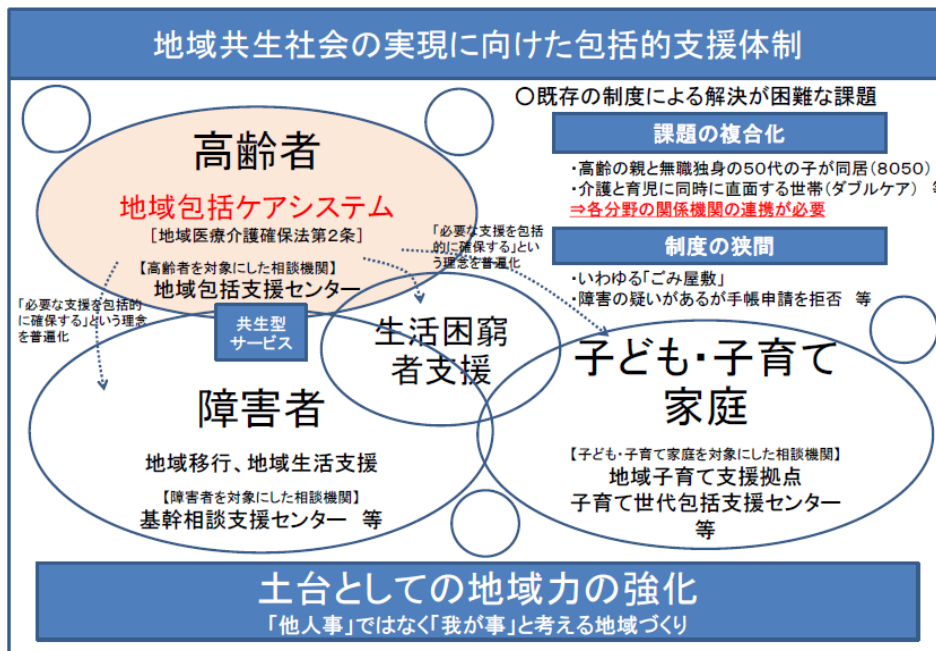 地域共生社会の実現に向けた包括的支援体制
〇既存の制度による解決が困難な課題
課題の複合化
・高齢の親と無職独身の50代の子が同居(8050)
・介護と育児に同時に直面する世帯(ダブルケア) 等
⇒各分野の関係機関の連携が必要
制度の狭間
・いわゆる「ごみ屋敷」
・障害の疑いがあるが手帳申請を拒否 等
高齢者
地域包括ケアシステム
[地域医療介護確保法第2条]
【高齢者を対象にした相談機関】
地域包括支援センター
「必要な支援を包括
的に確保する」とい
う理念を普遍化
「必要な支援を包括的
に確保する」という理念
を普遍化
共生型
サービス
生活困窮
者支援
障害者
地域移行、地域生活支援
【障害者を対象にした相談機関】
基幹相談支援センター 等
子ども・子育て
家庭
【子ども・子育て家庭を対象にした相談機関】
地域子育て支援拠点
子育て世代包括支援センター
等
土台としての地域力の強化
「他人事」ではなく「我が事」と考える地域づくり